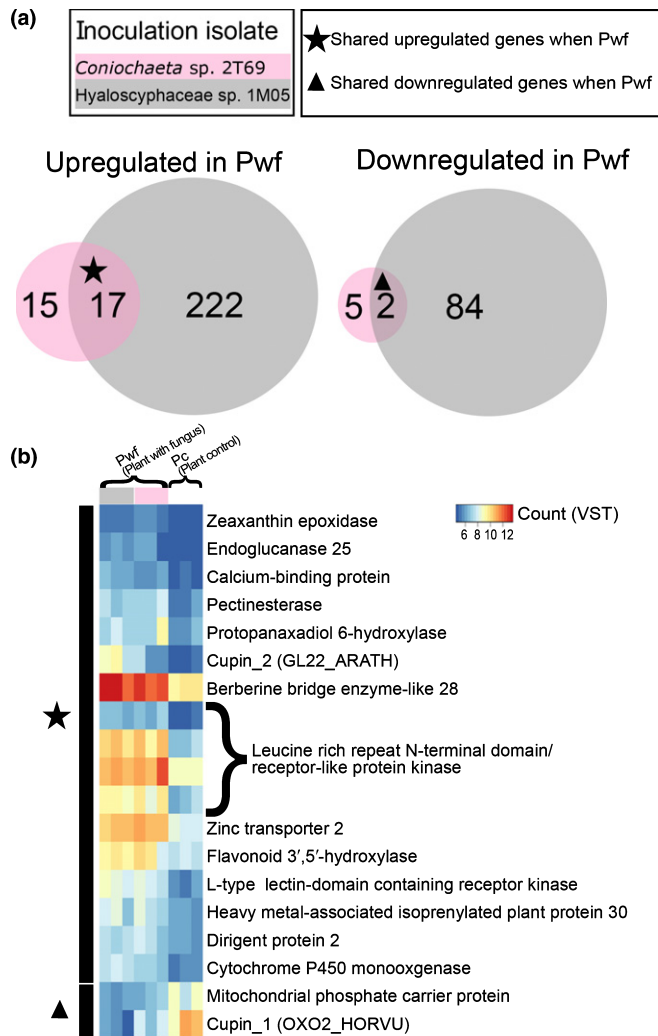 (a)
Inoculation isolate
Coniochaeta sp. 2T69
Hyaloscyphaceae sp. 1M05
Shared upregulated genes when Pwf
Shared downregulated genes when Pwf
Upregulated in Pwf
Downregulated in Pwf
15 17 222
5 2 84
(b)
Pwf
(Plant with fungus)
Pc
(Plant control)
Count (VST)
6 8 10 12
Zeaxanthin epoxidase
Endoglucanase 25
Calcium-binding protein
Pectinesterase
Protopanaxadiol 6-hydroxylase
Cupin_2 (GL22_ARATH)
Berberine bridge enzyme-like 28
Leucine rich repeat N-terminal domain/
receptor-like protein kinase
Zinc transporter 2
Flavonoid 3′,5′-hydroxylase
L-type lectin-domain containing receptor kinase
Heavy metal-associated isoprenylated plant protein 30
Dirigent protein 2
Cytochrome P450 monooxgenase
Mitochondrial phosphate carrier protein
Cupin_1 (OXO2_HORVU)